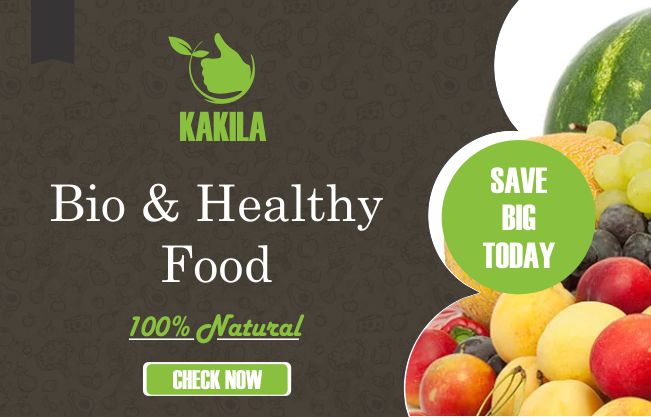 KAKILA
Bio & Healthy
Food
100% Natural
CHECK NOW
SAVE
BIG
TODAY